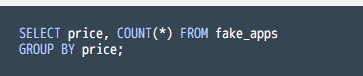 SELECT price, COUNT(*) FROM fake_apps
GROUP BY price;